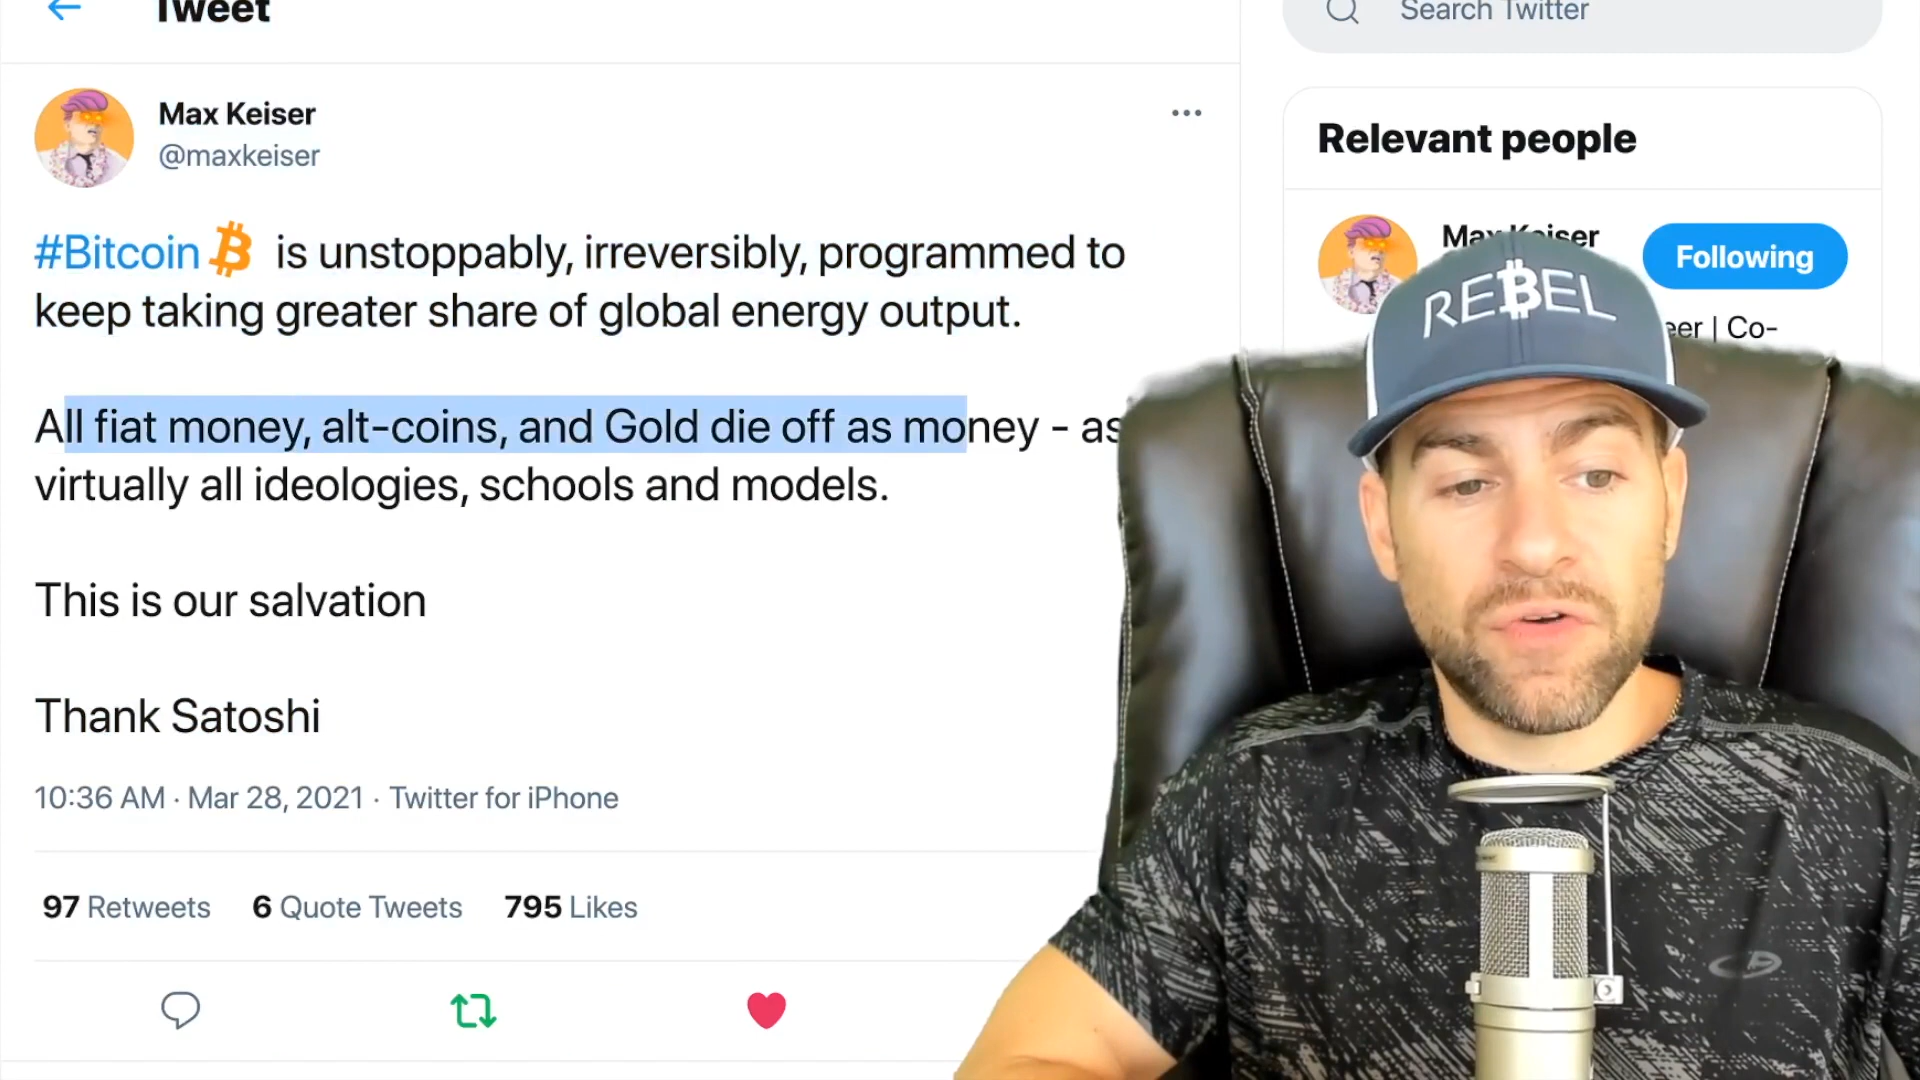 Tweet
Search Twitter
Max Keiser
@maxkeiser
#Bitcoin is unstoppably, irreversibly, programmed to
keep taking greater share of global energy output.
All fiat money, alt-coins, and Gold die off as money - as
virtually all ideologies, schools and models.
This is our salvation
Thank Satoshi
10:36 AM · Mar 28, 2021 · Twitter for iPhone
97 Retweets 6 Quote Tweets 795 Likes
Relevant people
Max Keiser
Following
| Co-
REBEL